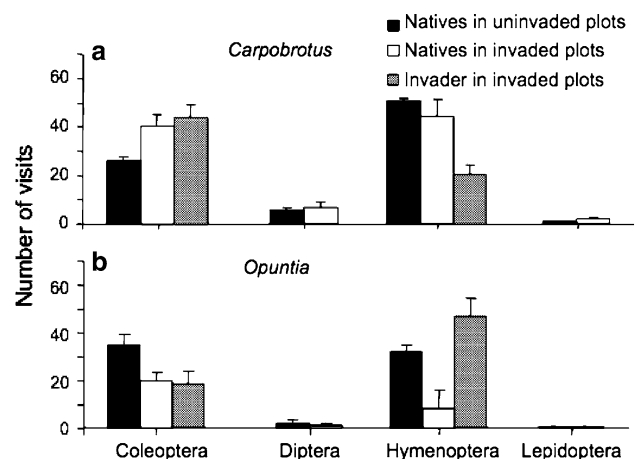 Natives in uninvaded plots
Natives in invaded plots
Invader in invaded plots
a
Carpobrotus
60
40
20
0
Number of visits
b
Opuntia
60
40
20
0
Coleoptera Diptera Hymenoptera Lepidoptera